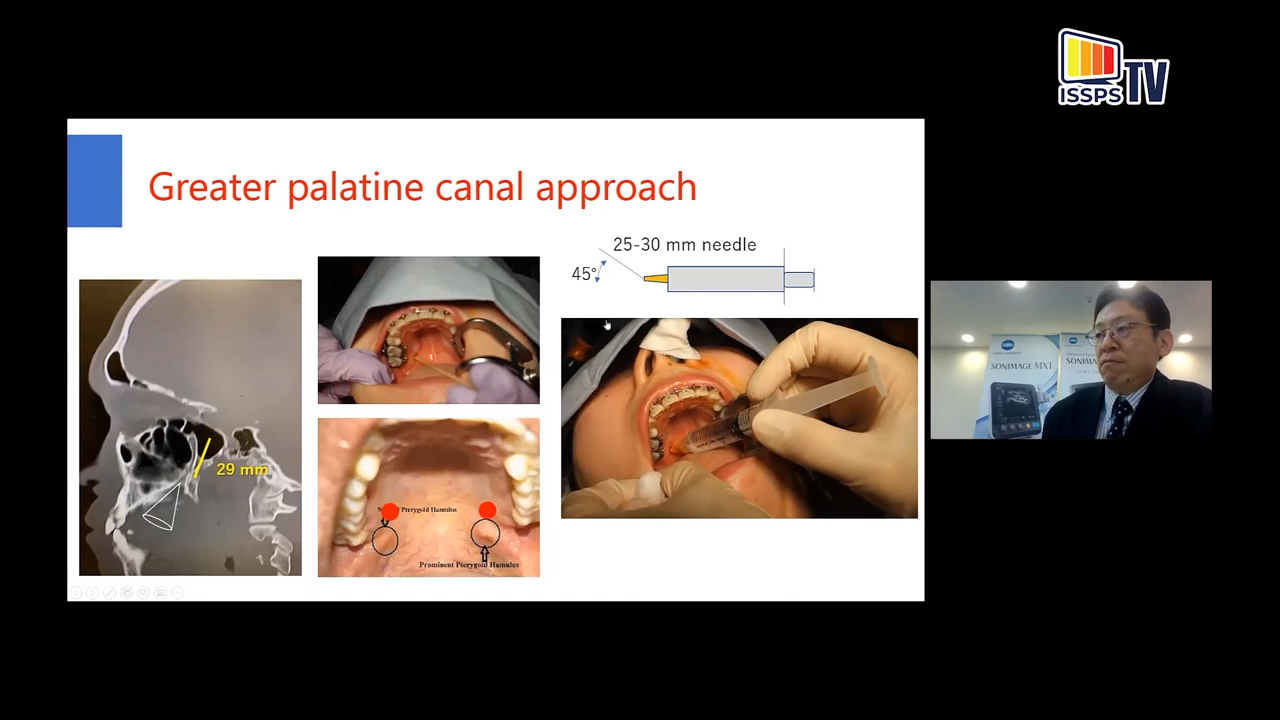 ISSPS TV
Greater palatine canal approach
25-30 mm needle
45°
29 mm
Pterygoid Hamulus
Prominent Pterygoid Hamulus
SONIMAGE MX1
SONIM